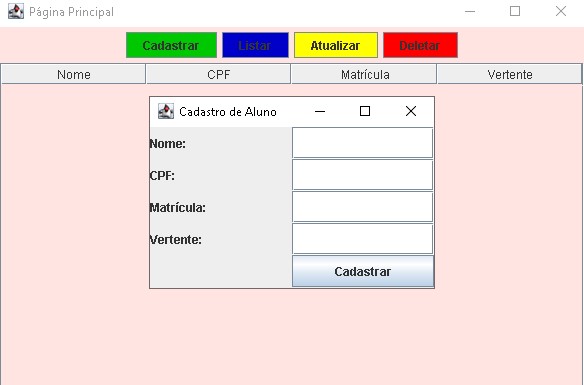 Página Principal
Cadastrar Listar Atualizar Deletar
Nome CPF Matrícula Vertente
Cadastro de Aluno
Nome:
CPF:
Matrícula:
Vertente:
Cadastrar